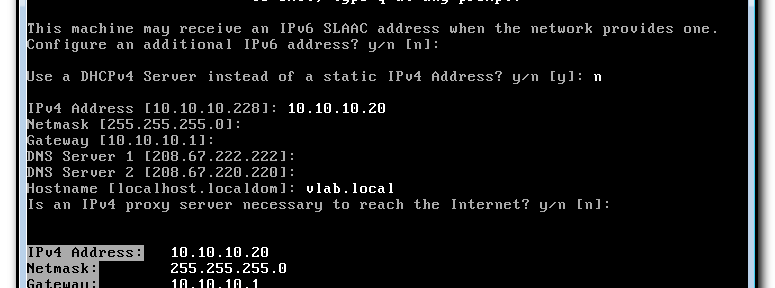 This machine may receive an IPv6 SLAAC address when the network provides one.
Configure an additional IPv6 address? y/n [n]:
Use a DHCPv4 Server instead of a static IPv4 Address? y/n [y]: n
IPv4 Address [10.10.10.228]: 10.10.10.20
Netmask [255.255.255.0]:
Gateway [10.10.10.1]:
DNS Server 1 [208.67.222.222]:
DNS Server 2 [208.67.220.220]:
Hostname [localhost.localdom]: vlab.local
Is an IPv4 proxy server necessary to reach the Internet? y/n [n]:
IPv4 Address: 10.10.10.20
Netmask: 255.255.255.0
Gateway: 10.10.10.1